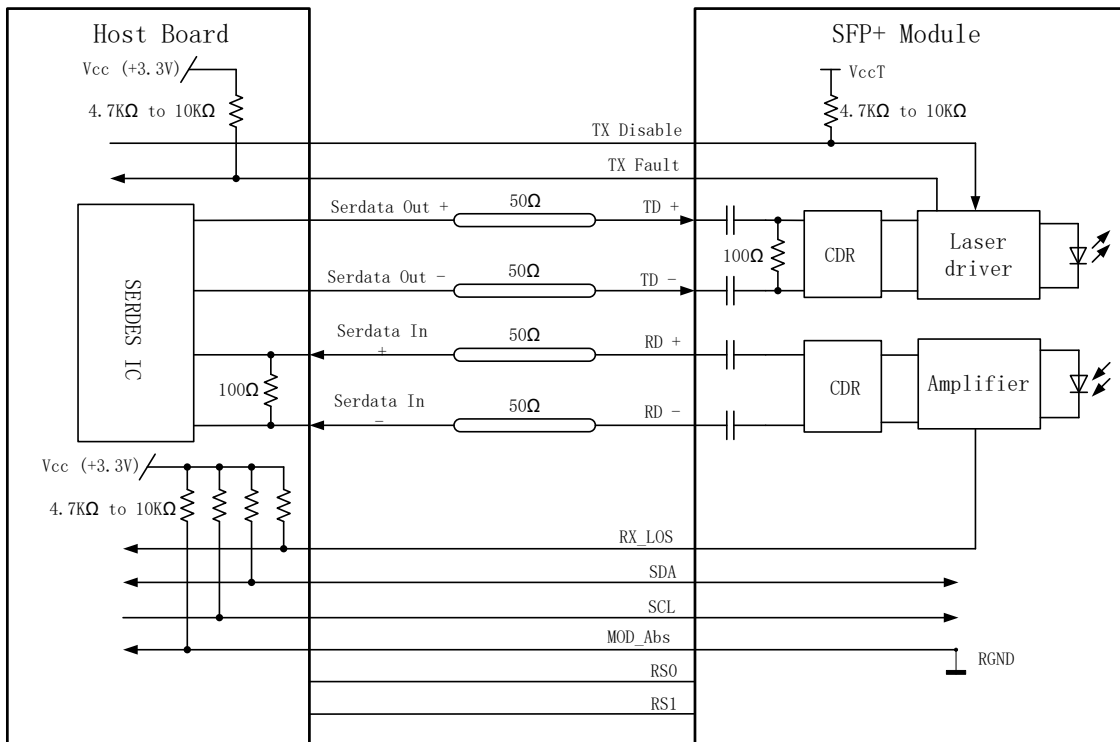 Host Board
SFP+ Module
Vcc (+3.3V)
VccT
4.7KΩ to 10KΩ
4.7KΩ to 10KΩ
TX Disable
TX Fault
Serdata Out +
50Ω
TD +
100Ω
CDR
Laser
driver
Serdata Out −
50Ω
TD −
SERDES IC
Serdata In
+
50Ω
RD +
100Ω
CDR
Amplifier
Serdata In
−
50Ω
RD −
Vcc (+3.3V)
4.7KΩ to 10KΩ
RX_LOS
SDA
SCL
MOD_Abs
RGND
RS0
RS1